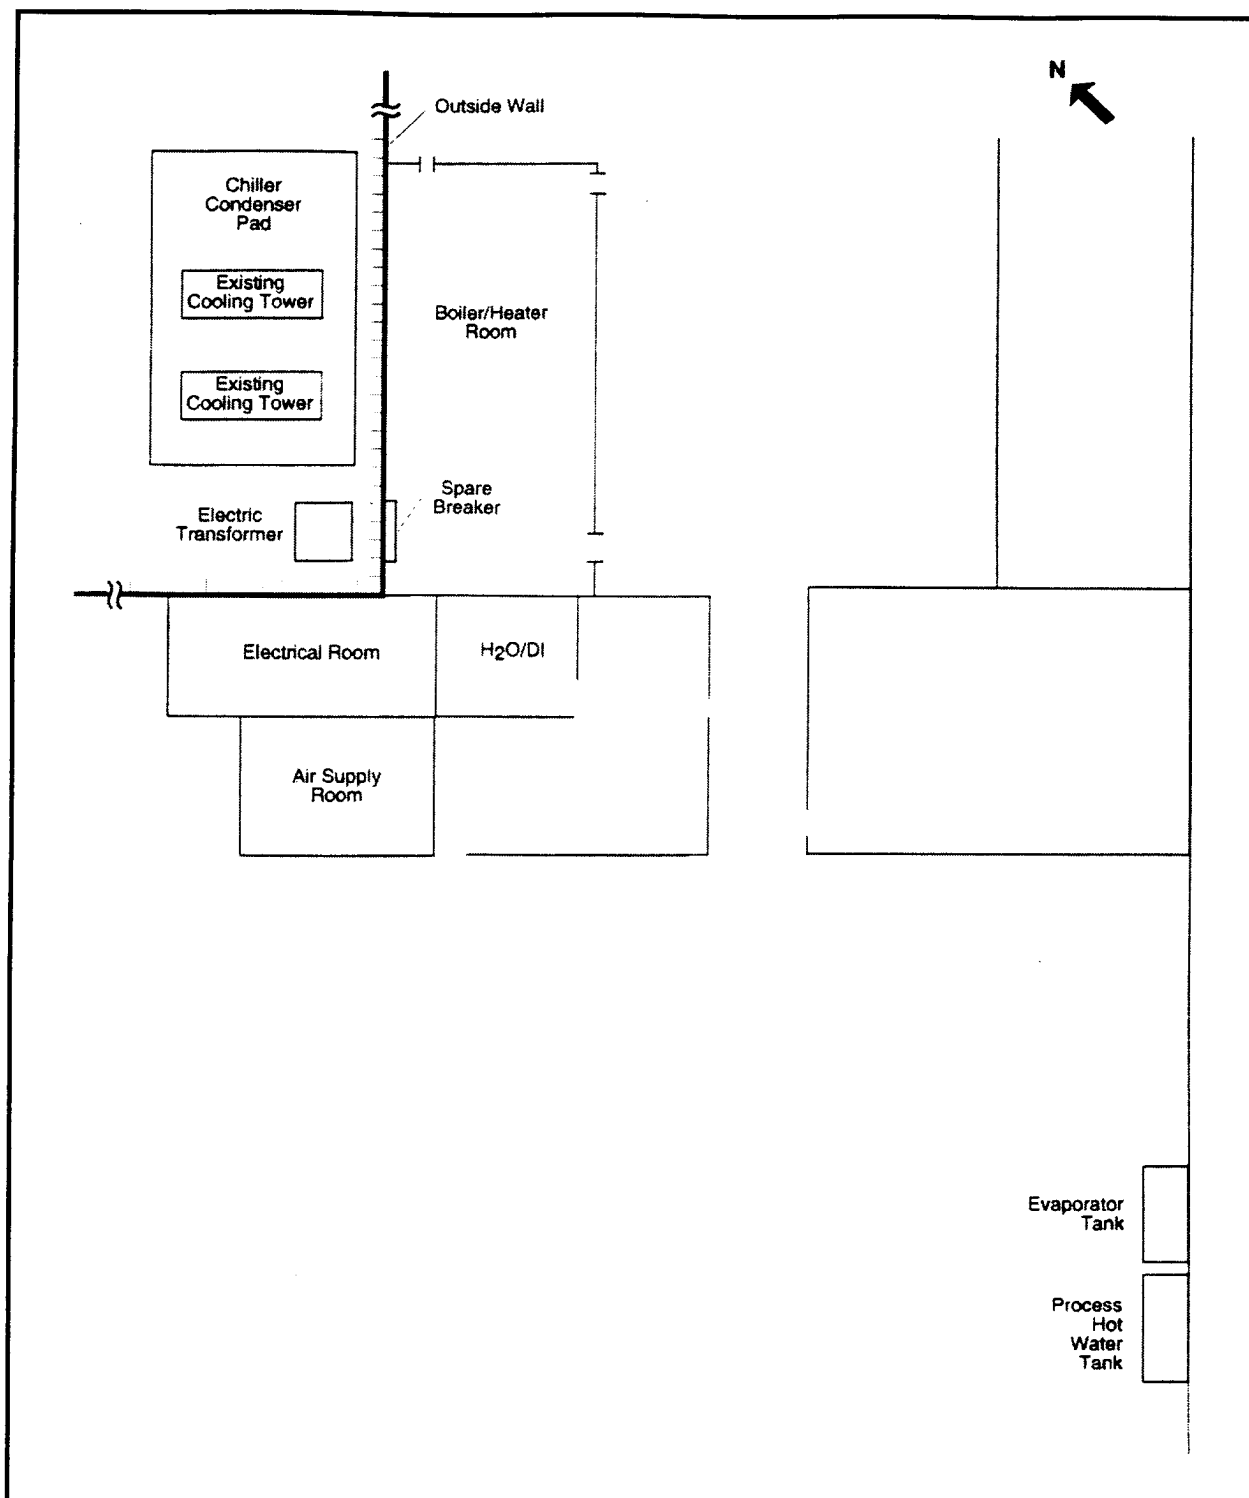 N
Outside Wall
Chiller
Condenser
Pad
Existing
Cooling Tower
Boiler/Heater
Room
Existing
Cooling Tower
Spare
Breaker
Electric
Transformer
Electrical Room
H2O/DI
Air Supply
Room
Evaporator
Tank
Process
Hot
Water
Tank